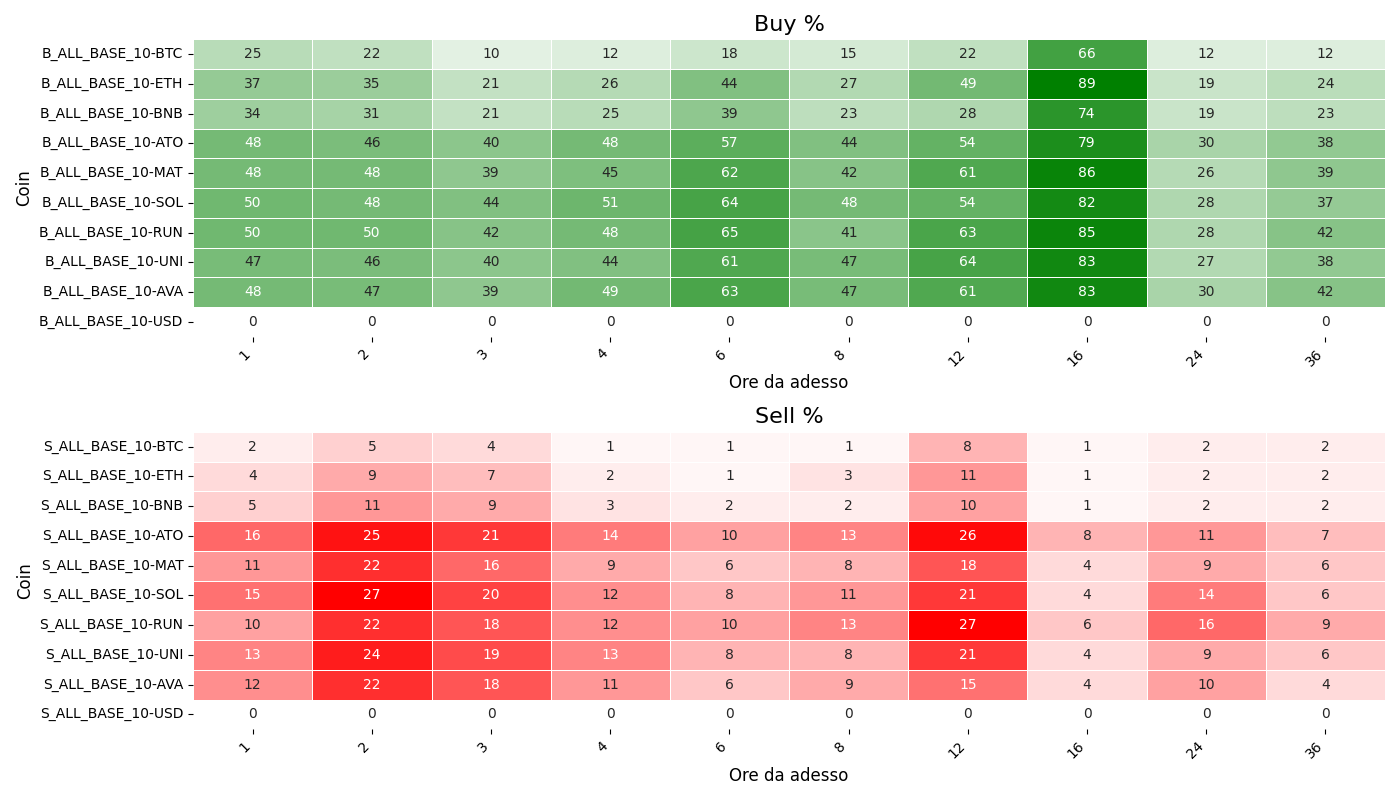 Buy %
Coin
B_ALL_BASE_10-BTC 25 22 10 12 18 15 22 66 12 12
B_ALL_BASE_10-ETH 37 35 21 26 44 27 49 89 19 24
B_ALL_BASE_10-BNB 34 31 21 25 39 23 28 74 19 23
B_ALL_BASE_10-ATO 48 46 40 48 57 44 54 79 30 38
B_ALL_BASE_10-MAT 48 48 39 45 62 42 61 86 26 39
B_ALL_BASE_10-SOL 50 48 44 51 64 48 54 82 28 37
B_ALL_BASE_10-RUN 50 50 42 48 65 41 63 85 28 42
B_ALL_BASE_10-UNI 47 46 40 44 61 47 64 83 27 38
B_ALL_BASE_10-AVA 48 47 39 49 63 47 61 83 30 42
B_ALL_BASE_10-USD 0 0 0 0 0 0 0 0 0 0
1 2 3 4 6 8 12 16 24 36
Ore da adesso
Sell %
Coin
S_ALL_BASE_10-BTC 2 5 4 1 1 1 8 1 2 2
S_ALL_BASE_10-ETH 4 9 7 2 1 3 11 1 2 2
S_ALL_BASE_10-BNB 5 11 9 3 2 2 10 1 2 2
S_ALL_BASE_10-ATO 16 25 21 14 10 13 26 8 11 7
S_ALL_BASE_10-MAT 11 22 16 9 6 8 18 4 9 6
S_ALL_BASE_10-SOL 15 27 20 12 8 11 21 4 14 6
S_ALL_BASE_10-RUN 10 22 18 12 10 13 27 6 16 9
S_ALL_BASE_10-UNI 13 24 19 13 8 8 21 4 9 6
S_ALL_BASE_10-AVA 12 22 18 11 6 9 15 4 10 4
S_ALL_BASE_10-USD 0 0 0 0 0 0 0 0 0 0
1 2 3 4 6 8 12 16 24 36
Ore da adesso